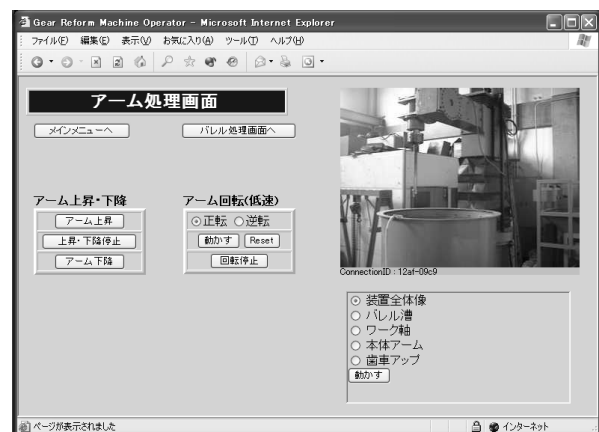 Gear Reform Machine Operator - Microsoft Internet Explorer
ファイル(F) 編集(E) 表示(V) お気に入り(A) ツール(T) ヘルプ(H)
アーム処理画面
メインメニューへ
バレル処理画面へ
アーム上昇・下降
アーム上昇
上昇・下降停止
アーム下降
アーム回転(低速)
正転 逆転
動かす Reset
回転停止
ConnectionID : 12af-09c9
装置全体像
バレル漕
ワーク軸
本体アーム
歯車アップ
動かす
ページが表示されました インターネット